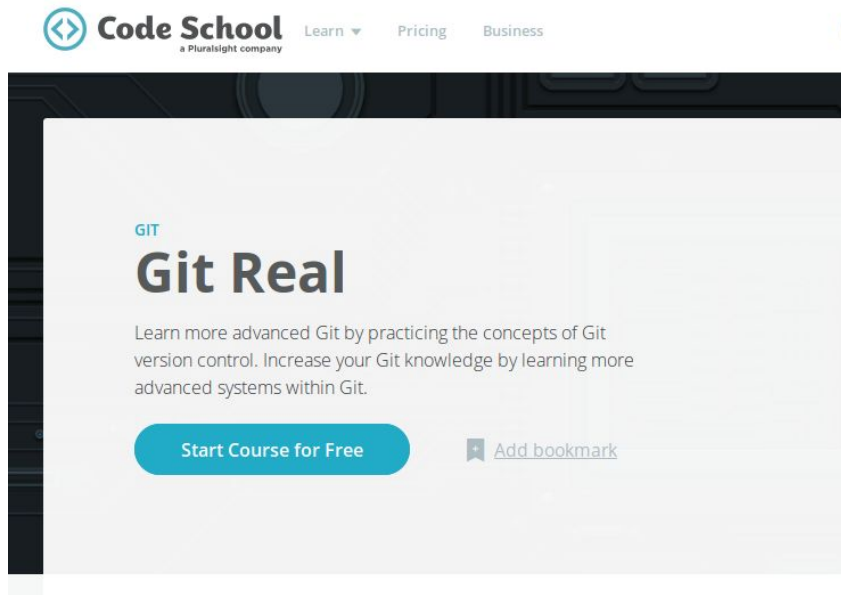 Code School
a Pluralsight company
Learn
Pricing
Business
GIT
Git Real
Learn more advanced Git by practicing the concepts of Git
version control. Increase your Git knowledge by learning more
advanced systems within Git.
Start Course for Free
Add bookmark